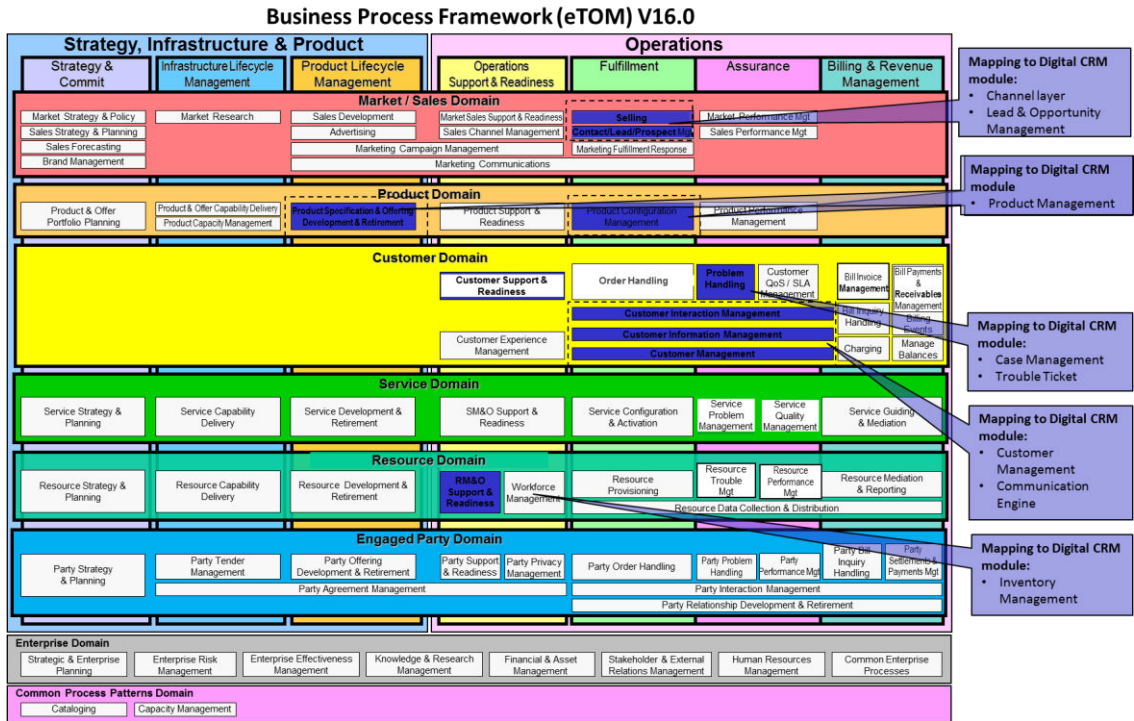 Business Process Framework (eTOM) V16.0
Strategy, Infrastructure & Product
Operations
Strategy &
Commit
Infrastructure Lifecycle
Management
Product Lifecycle
Management
Operations
Support & Readiness
Fulfillment
Assurance
Billing & Revenue
Management
Market / Sales Domain
Market Strategy & Policy
Market Research
Sales Development
Market Sales Support & Readiness
Selling
Market Performance Mgt
Sales Strategy & Planning
Advertising
Sales Channel Management
Contact/Lead/Prospect Mgt
Sales Performance Mgt
Sales Forecasting
Marketing Campaign Management
Marketing Fulfillment Response
Brand Management
Marketing Communications
Product Domain
Product & Offer
Portfolio Planning
Product & Offer Capability Delivery
Product Capacity Management
Product Specification & Offering
Development & Retirement
Product Support &
Readiness
Product Configuration
Management
Product Performance
Management
Customer Domain
Customer Support &
Readiness
Order Handling
Problem
Handling
Customer
QoS / SLA
Management
Bill Invoice
Management
Bill Payments
&
Receivables
Management
Customer Interaction Management
Bill Inquiry
Handling
Billing
Events
Customer Information Management
Customer Experience
Management
Customer Management
Charging
Manage
Balances
Service Domain
Service Strategy &
Planning
Service Capability
Delivery
Service Development &
Retirement
SM&O Support &
Readiness
Service Configuration
& Activation
Service
Problem
Management
Service
Quality
Management
Service Guiding
& Mediation
Resource Domain
Resource Strategy &
Planning
Resource Capability
Delivery
Resource Development &
Retirement
RM&O
Support &
Readiness
Workforce
Management
Resource
Provisioning
Resource
Trouble
Mgt
Resource
Performance
Mgt
Resource Mediation
& Reporting
Resource Data Collection & Distribution
Engaged Party Domain
Party Strategy
& Planning
Party Tender
Management
Party Offering
Development & Retirement
Party Support
& Readiness
Party Privacy
Management
Party Order Handling
Party Problem
Handling
Party
Performance Mgt
Party Bill
Inquiry
Handling
Party
Settlements &
Payments Mgt
Party Agreement Management
Party Interaction Management
Party Relationship Development & Retirement
Enterprise Domain
Strategic & Enterprise
Planning
Enterprise Risk
Management
Enterprise Effectiveness
Management
Knowledge & Research
Management
Financial & Asset
Management
Stakeholder & External
Relations Management
Human Resources
Management
Common Enterprise
Processes
Common Process Patterns Domain
Cataloging
Capacity Management
Mapping to Digital CRM
module:
• Channel layer
• Lead & Opportunity
Management
Mapping to Digital CRM
module
• Product Management
Mapping to Digital CRM
module:
• Case Management
• Trouble Ticket
Mapping to Digital CRM
module:
• Customer
Management
• Communication
Engine
Mapping to Digital CRM
module:
• Inventory
Management